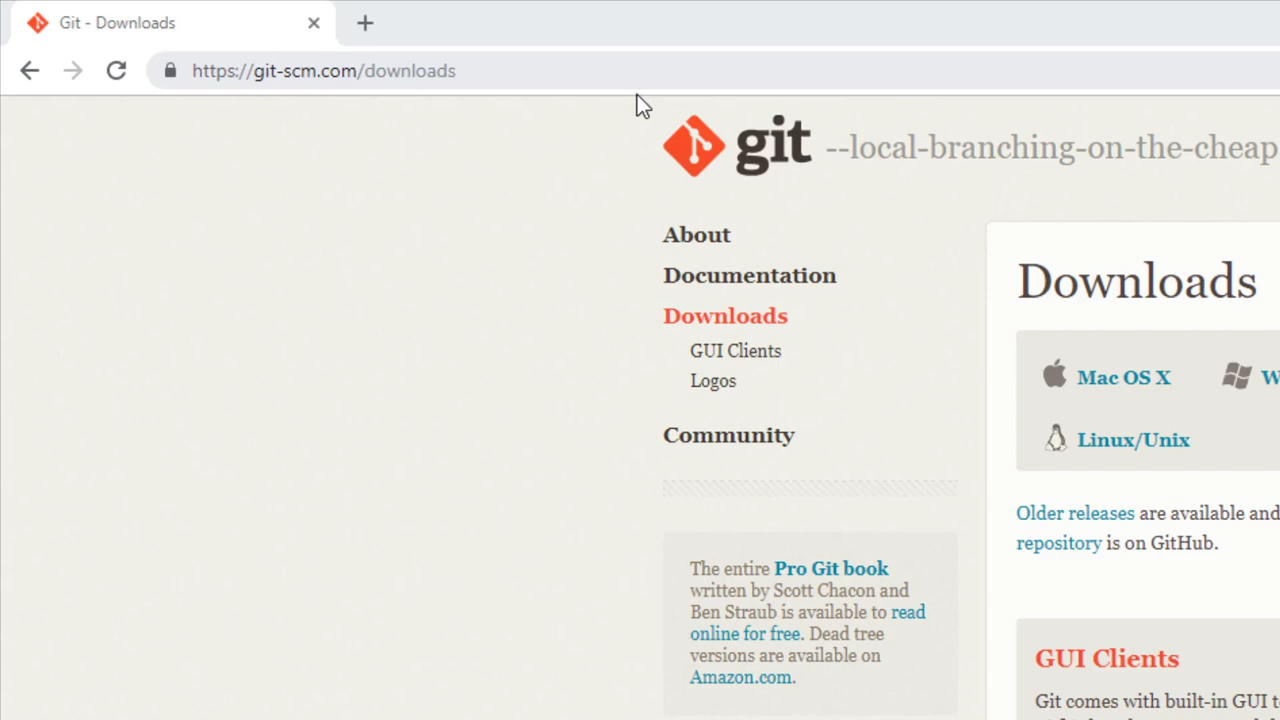 Git - Downloads
https://git-scm.com/downloads
git --local-branching-on-the-cheap
About
Documentation
Downloads
GUI Clients
Logos
Community
The entire Pro Git book
written by Scott Chacon and
Ben Straub is available to read
online for free. Dead tree
versions are available on
Amazon.com.
Downloads
Mac OS X
Linux/Unix
Older releases are available and
repository is on GitHub.
GUI Clients
Git comes with built-in GUI